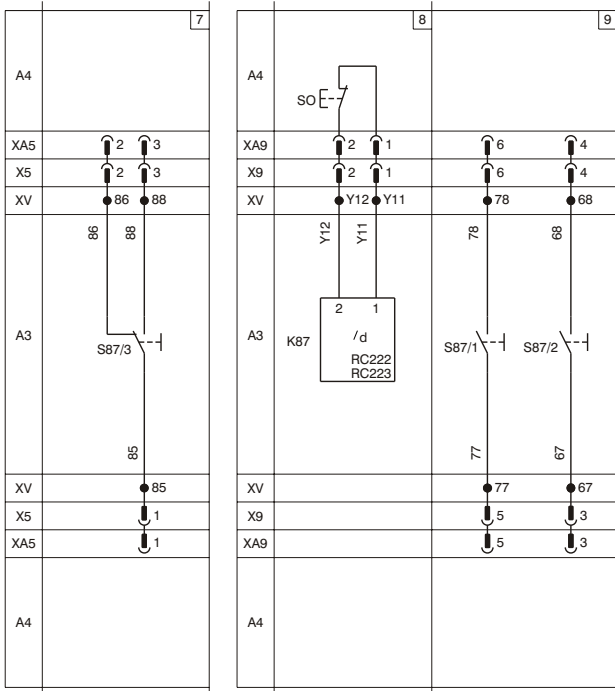 7 8 9
A4 A4
SO
XA5 2 3 XA9 2 1 6 4
X5 2 3 X9 2 1 6 4
XV 86 88 XV Y12 Y11 78 68
86 88 Y12 Y11 78 68
2 1
A3 S87/3 A3 K87 /d S87/1 S87/2
RC222
RC223
85 77 67
XV 85 XV 77 67
X5 1 X9 5 3
XA5 1 XA9 5 3
A4 A4